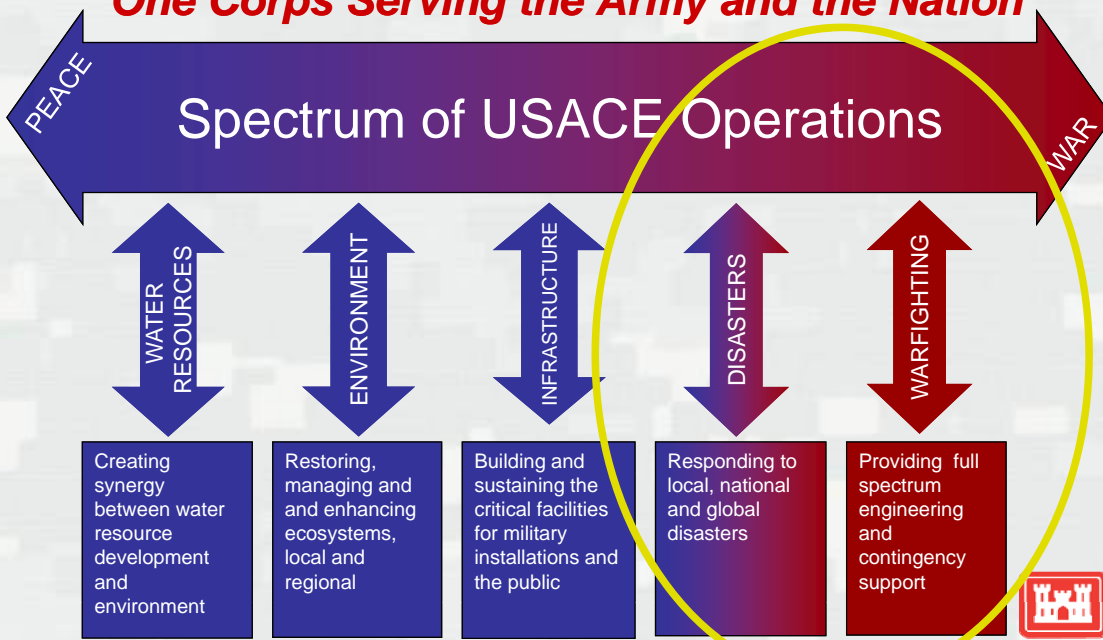 One Corps Serving the Army and the Nation
PEACE
Spectrum of USACE Operations
WAR
WATER
RESOURCES
ENVIRONMENT
INFRASTRUCTURE
DISASTERS
WARFIGHTING
Creating
synergy
between water
resource
development
and
environment
Restoring,
managing and
and enhancing
ecosystems,
local and
regional
Building and
sustaining the
critical facilities
for military
installations and
the public
Responding to
local, national
and global
disasters
Providing full
spectrum
engineering
and
contingency
support